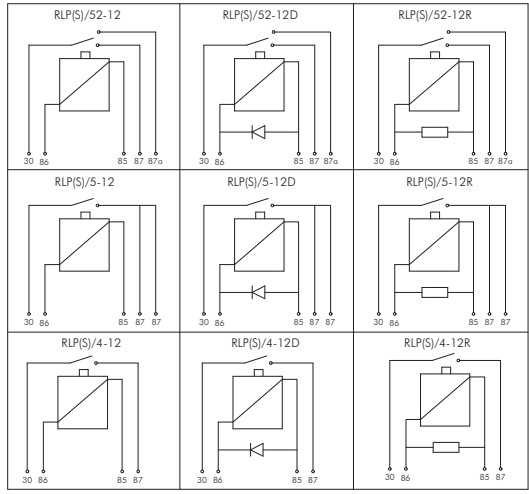 RLP(S)/52-12 RLP(S)/52-12D RLP(S)/52-12R
30 86 85 87 87a 30 86 85 87 87a 30 86 85 87 87a
RLP(S)/5-12 RLP(S)/5-12D RLP(S)/5-12R
30 86 85 87 87 30 86 85 87 87 30 86 85 87 87
RLP(S)/4-12 RLP(S)/4-12D RLP(S)/4-12R
30 86 85 87 30 86 85 87 30 86 85 87